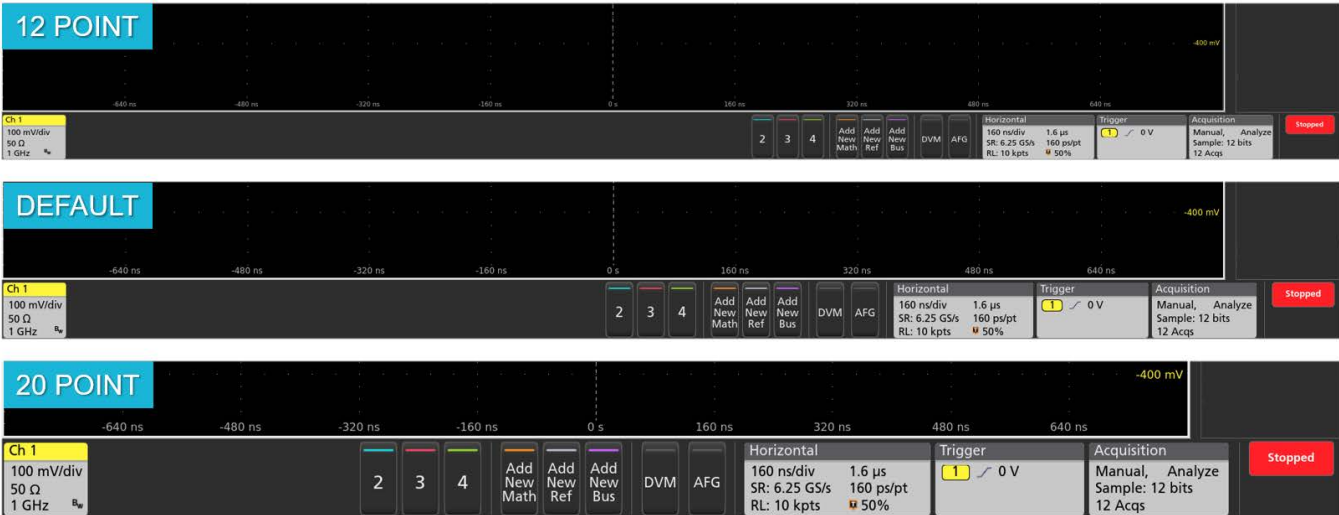 12 POINT
-400 mV
-640 ns -480 ns -320 ns -160 ns 0 s 160 ns 320 ns 480 ns 640 ns
Ch 1
100 mV/div
50 Ω
1 GHz Bw
2 3 4
Add New Math
Add New Ref
Add New Bus
DVM AFG
Horizontal
160 ns/div 1.6 µs
SR: 6.25 GS/s 160 ps/pt
RL: 10 kpts 50%
Trigger
1 0 V
Acquisition
Manual, Analyze
Sample: 12 bits
12 Acqs
Stopped
DEFAULT
-400 mV
-640 ns -480 ns -320 ns -160 ns 0 s 160 ns 320 ns 480 ns 640 ns
Ch 1
100 mV/div
50 Ω
1 GHz Bw
2 3 4
Add New Math
Add New Ref
Add New Bus
DVM AFG
Horizontal
160 ns/div 1.6 µs
SR: 6.25 GS/s 160 ps/pt
RL: 10 kpts 50%
Trigger
1 0 V
Acquisition
Manual, Analyze
Sample: 12 bits
12 Acqs
Stopped
20 POINT
-400 mV
-640 ns -480 ns -320 ns -160 ns 0 s 160 ns 320 ns 480 ns 640 ns
Ch 1
100 mV/div
50 Ω
1 GHz Bw
2 3 4
Add New Math
Add New Ref
Add New Bus
DVM AFG
Horizontal
160 ns/div 1.6 µs
SR: 6.25 GS/s 160 ps/pt
RL: 10 kpts 50%
Trigger
1 0 V
Acquisition
Manual, Analyze
Sample: 12 bits
12 Acqs
Stopped